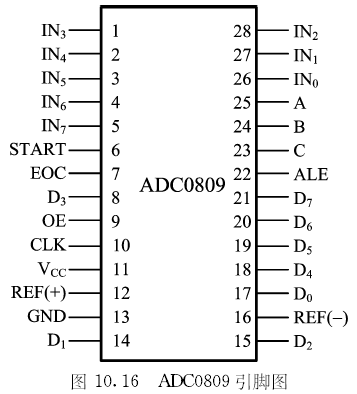 IN₃ 1 28 IN₂
IN₄ 2 27 IN₁
IN₅ 3 26 IN₀
IN₆ 4 25 A
IN₇ 5 24 B
START 6 23 C
EOC 7 22 ALE
ADC0809
D₃ 8 21 D₇
OE 9 20 D₆
CLK 10 19 D₅
V_CC 11 18 D₄
REF(+) 12 17 D₀
GND 13 16 REF(−)
D₁ 14 15 D₂
图 10.16 ADC0809 引脚图